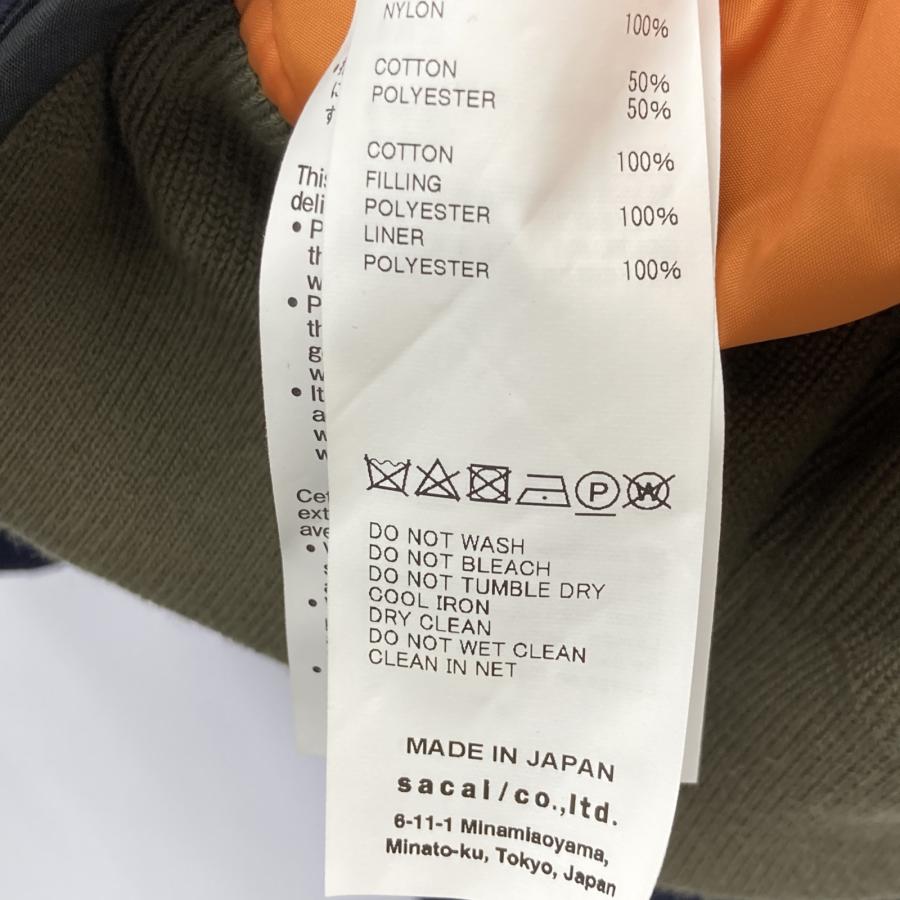 NYLON 100%
COTTON 50%
POLYESTER 50%
COTTON 100%
FILLING
POLYESTER 100%
LINER
POLYESTER 100%
P W
DO NOT WASH
DO NOT BLEACH
DO NOT TUMBLE DRY
COOL IRON
DRY CLEAN
DO NOT WET CLEAN
CLEAN IN NET
MADE IN JAPAN
sacai/co.,ltd.
6-11-1 Minamiaoyama,
Minato-ku, Tokyo, Japan